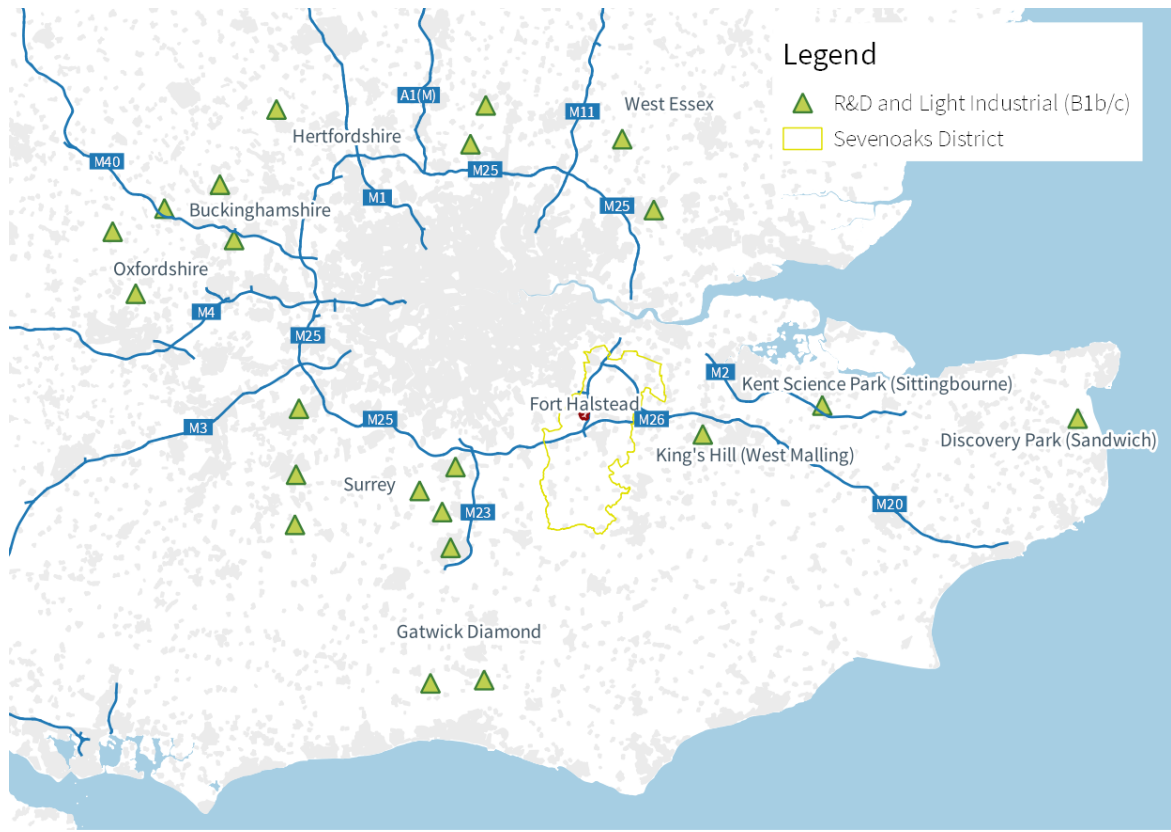 Legend
R&D and Light Industrial (B1b/c)
Sevenoaks District
A1(M)
West Essex
M11
Hertfordshire
M40
M25
M1
M25
Buckinghamshire
Oxfordshire
M4
M25
M2
Kent Science Park (Sittingbourne)
Fort Halstead
M25
M26
M3
Discovery Park (Sandwich)
King's Hill (West Malling)
Surrey
M23
M20
Gatwick Diamond